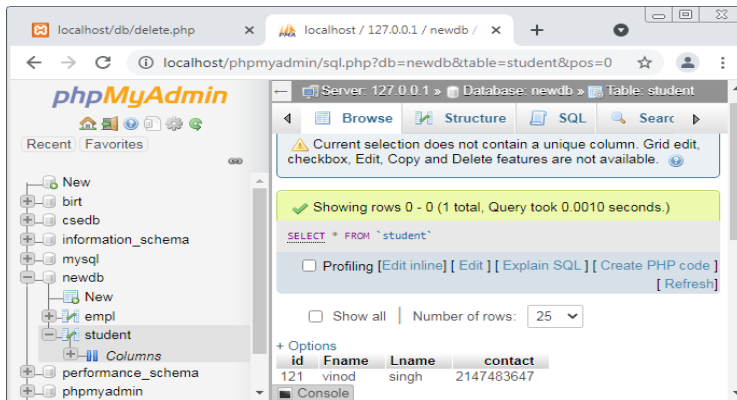 localhost/db/delete.php
localhost / 127.0.0.1 / newdb /
localhost/phpmyadmin/sql.php?db=newdb&table=student&pos=0
phpMyAdmin
Recent Favorites
New
birt
csedb
information_schema
mysql
newdb
New
empl
student
Columns
performance_schema
phpmyadmin
Server: 127.0.0.1 » Database: newdb » Table: student
Browse Structure SQL Searc
Current selection does not contain a unique column. Grid edit,
checkbox, Edit, Copy and Delete features are not available.
Showing rows 0 - 0 (1 total, Query took 0.0010 seconds.)
SELECT * FROM `student`
Profiling [Edit inline] [ Edit ] [ Explain SQL ] [ Create PHP code ]
[ Refresh]
Show all | Number of rows: 25
+ Options
id Fname Lname contact
121 vinod singh 2147483647
Console